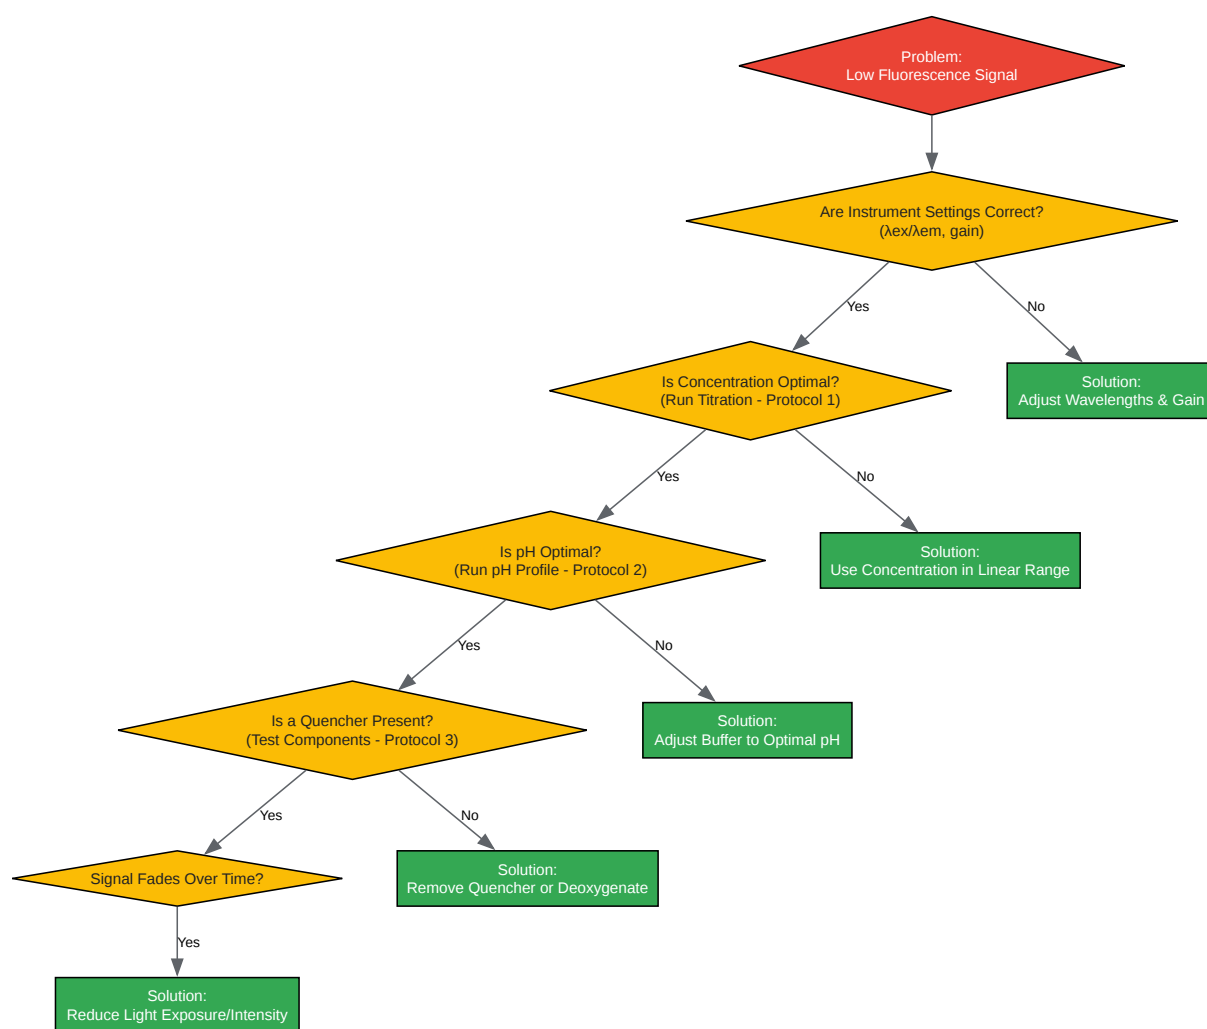 Problem:
Low Fluorescence Signal
Are Instrument Settings Correct?
(λex/λem, gain)
Yes
No
Is Concentration Optimal?
(Run Titration - Protocol 1)
Solution:
Adjust Wavelengths & Gain
Yes
No
Is pH Optimal?
(Run pH Profile - Protocol 2)
Solution:
Use Concentration in Linear Range
Yes
No
Is a Quencher Present?
(Test Components - Protocol 3)
Solution:
Adjust Buffer to Optimal pH
Yes
No
Signal Fades Over Time?
Solution:
Remove Quencher or Deoxygenate
Yes
Solution:
Reduce Light Exposure/Intensity